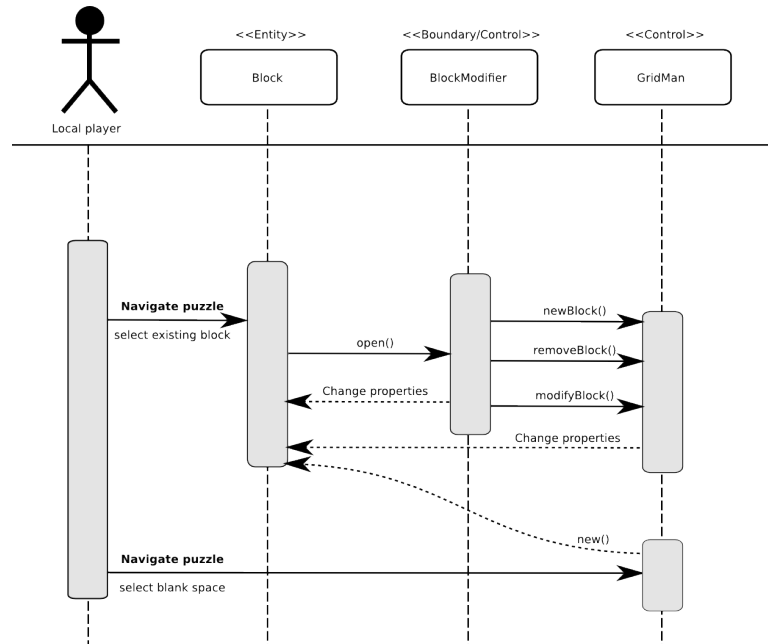 <<Entity>>
<<Boundary/Control>>
<<Control>>
Block
BlockModifier
GridMan
Local player
Navigate puzzle
select existing block
newBlock()
open()
removeBlock()
Change properties
modifyBlock()
Change properties
new()
Navigate puzzle
select blank space